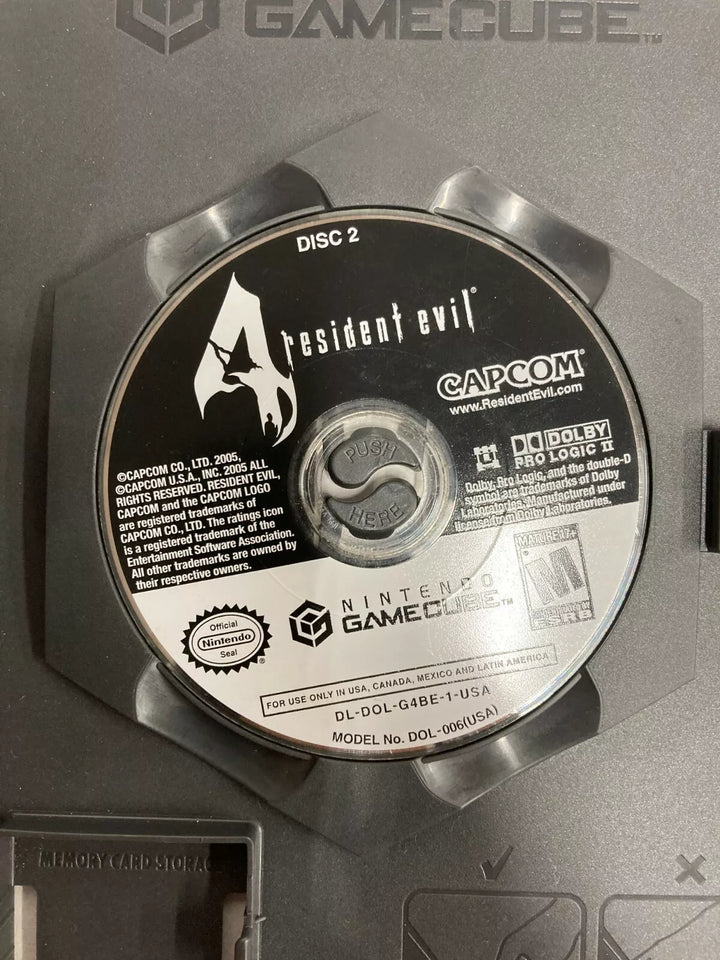 GAMECUBE™
DISC 2
4
resident evil®
CAPCOM®
www.ResidentEvil.com
©CAPCOM CO., LTD. 2005,
©CAPCOM U.S.A., INC. 2005 ALL
RIGHTS RESERVED. RESIDENT EVIL,
CAPCOM and the CAPCOM LOGO
are registered trademarks of
CAPCOM CO., LTD. The ratings icon
is a registered trademark of the
Entertainment Software Association.
All other trademarks are owned by
their respective owners.
PUSH
HERE
DOLBY
PRO LOGIC II
Dolby, Pro Logic, and the double-D
symbol are trademarks of Dolby
Laboratories. Manufactured under
license from Dolby Laboratories.
MATURE 17+
M
ESRB
NINTENDO
GAMECUBE™
Official
Nintendo
Seal
®
FOR USE ONLY IN USA, CANADA, MEXICO AND LATIN AMERICA
DL-DOL-G4BE-1-USA
MODEL No. DOL-006(USA)
MEMORY CARD STORAGE